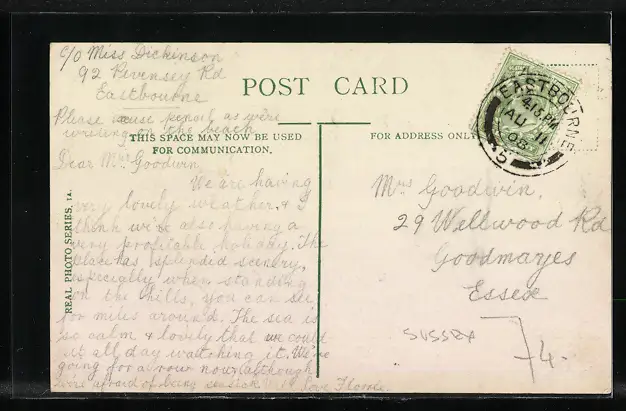 c/o Miss Dickinson
92 Pevensey Rd
Eastbourne
Please excuse pencil as we're
writing on the beach
POST CARD
THIS SPACE MAY NOW BE USED
FOR COMMUNICATION.
FOR ADDRESS ONLY
EASTBOURNE
4.15 PM
AU 11
08
5
Dear Mrs Goodwin,
We are having
very lovely weather, & I
think we're also having a
very profitable holiday. The
place has splendid scenery,
especially when standing
on the hills, you can see
for miles around. The sea is
so calm & lovely that we could
sit all day watching it. We're
going for a row now, although
we're afraid of being seasick
Love Florrie.
REAL PHOTO SERIES, 1A.
Mrs Goodwin,
29 Wellwood Rd
Goodmayes
Essex
SUSSEX
74-